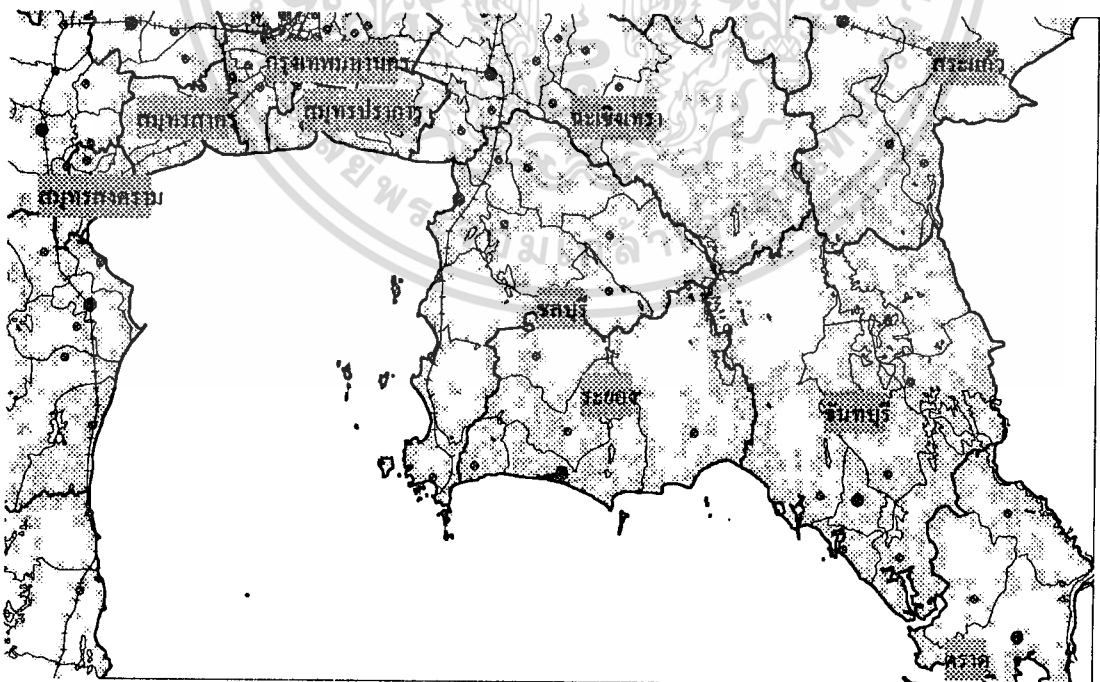 กรุงเทพมหานคร
สระแก้ว
สมุทรสาคร
สมุทรปราการ
ฉะเชิงเทรา
สมุทรสงคราม
ชลบุรี
ระยอง
จันทบุรี
ตราด